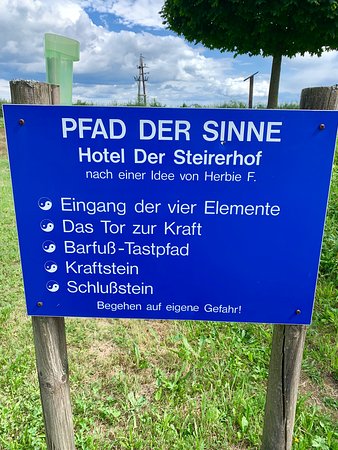 PFAD DER SINNE
Hotel Der Steirerhof
nach einer Idee von Herbie F.
Eingang der vier Elemente
Das Tor zur Kraft
Barfuß-Tastpfad
Kraftstein
Schlußstein
Begehen auf eigene Gefahr!